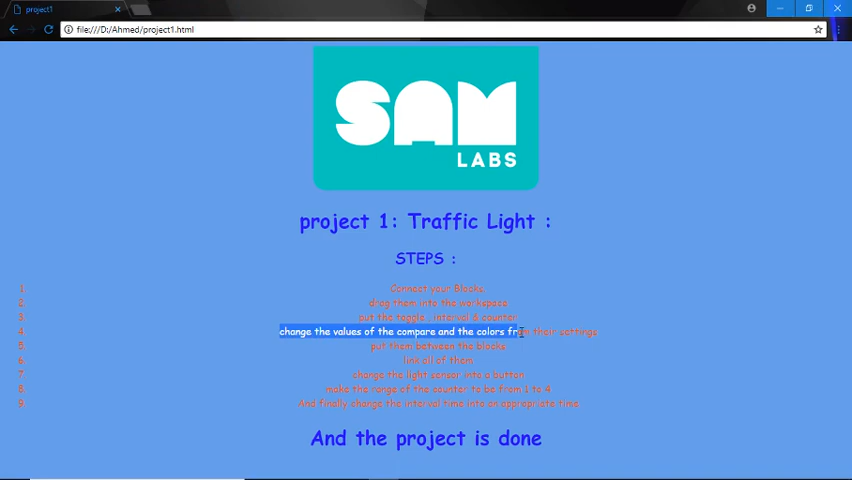 project1
file:///D:/Ahmed/project1.html
SAM
LABS
project 1: Traffic Light :
STEPS :
1. Connect your Blocks.
2. drag them into the workspase.
3. put the toggle , interval & counter.
4. change the values of the compare and the colors from their settings.
5. put them between the blocks.
6. link all of them.
7. change the light sensor into a button.
8. make the range of the counter to be from 1 to 4.
9. And finally change the interval time into an appropriate time.
And the project is done